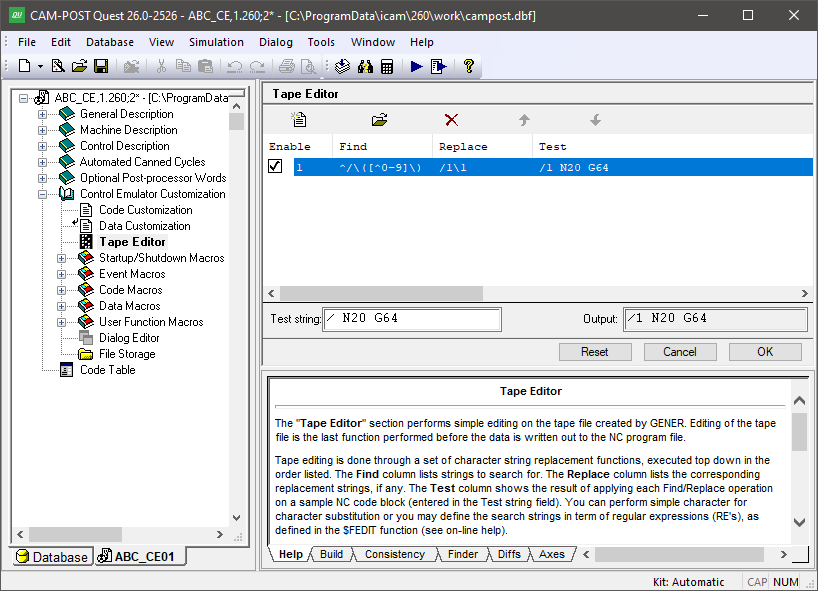 CAM-POST Quest 26.0-2526 - ABC_CE,1.260;2* - [C:\ProgramData\icam\260\work\campost.dbf]
File Edit Database View Simulation Dialog Tools Window Help
ABC_CE,1.260;2* - [C:\ProgramData
General Description
Machine Description
Control Description
Automated Canned Cycles
Optional Post-processor Words
Control Emulator Customization
Code Customization
Data Customization
Tape Editor
Startup/Shutdown Macros
Event Macros
Code Macros
Data Macros
User Function Macros
Dialog Editor
File Storage
Code Table
Database ABC_CE01
Tape Editor
Enable Find Replace Test
1 ^/\([^0-9]\) /1\1 /1 N20 G64
Test string: / N20 G64 Output: /1 N20 G64
Reset Cancel OK
Tape Editor
The "Tape Editor" section performs simple editing on the tape file created by GENER. Editing of the tape
file is the last function performed before the data is written out to the NC program file.
Tape editing is done through a set of character string replacement functions, executed top down in the
order listed. The Find column lists strings to search for. The Replace column lists the corresponding
replacement strings, if any. The Test column shows the result of applying each Find/Replace operation
on a sample NC code block (entered in the Test string field). You can perform simple character for
character substitution or you may define the search strings in term of regular expressions (RE's), as
defined in the $FEDIT function (see on-line help).
Help Build Consistency Finder Diffs Axes
Kit: Automatic CAP NUM